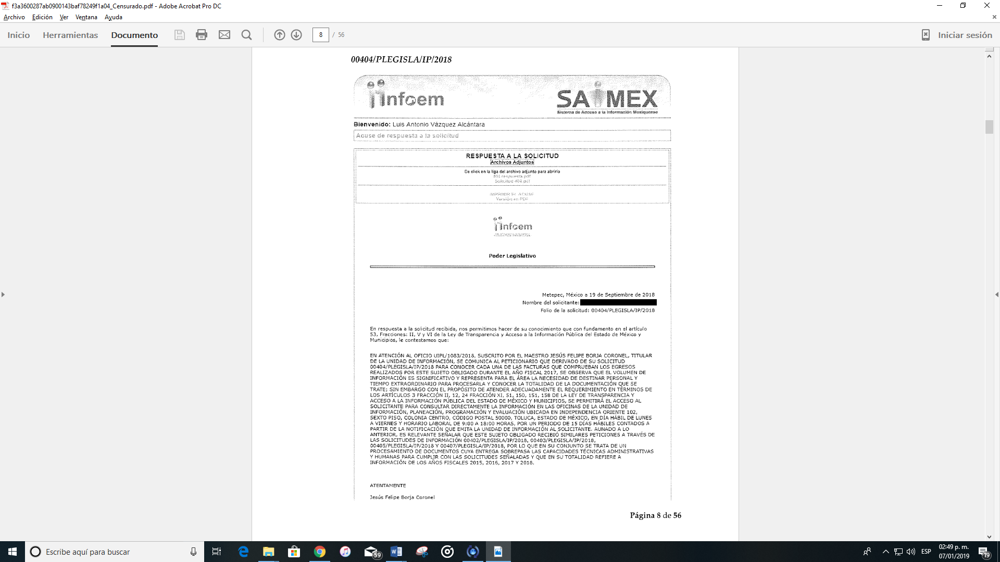 f3a3600287ab0900143baf78249f1a04_Censurado.pdf - Adobe Acrobat Pro DC
Archivo Edición Ver Ventana Ayuda
Inicio Herramientas Documento 8 / 56 Iniciar sesión
00404/PLEGISLA/IP/2018
infoem SAIMEX
Sistema de Acceso a la Información Mexiquense
Bienvenido: Luis Antonio Vázquez Alcántara
Acuse de respuesta a la solicitud
RESPUESTA A LA SOLICITUD
Archivos Adjuntos
De click en la liga del archivo adjunto para abrirlo
404 respuesta.pdf
Solicitud 404.pdf
IMPRIMIR EL ACUSE
Versión en PDF
infoem
Poder Legislativo
Metepec, México a 19 de Septiembre de 2018
Nombre del solicitante:
Folio de la solicitud: 00404/PLEGISLA/IP/2018
En respuesta a la solicitud recibida, nos permitimos hacer de su conocimiento que con fundamento en el artículo
53, Fracciones: II, V y VI de la Ley de Transparencia y Acceso a la Información Pública del Estado de México y
Municipios, le contestamos que:
EN ATENCIÓN AL OFICIO UIPL/1083/2018, SUSCRITO POR EL MAESTRO JESÚS FELIPE BORJA CORONEL, TITULAR
DE LA UNIDAD DE INFORMACIÓN, SE COMUNICA AL PETICIONARIO QUE DERIVADO DE SU SOLICITUD
00404/PLEGISLA/IP/2018 PARA CONOCER CADA UNA DE LAS FACTURAS QUE COMPRUEBAN LOS EGRESOS
REALIZADOS POR ESTE SUJETO OBLIGADO DURANTE EL AÑO FISCAL 2017, SE OBSERVA QUE EL VOLUMEN DE
INFORMACIÓN ES SIGNIFICATIVO Y REPRESENTA PARA EL ÁREA LA NECESIDAD DE DESTINAR PERSONAL Y
TIEMPO EXTRAORDINARIO PARA PROCESARLA Y CONOCER LA TOTALIDAD DE LA DOCUMENTACIÓN QUE SE
TRATE; SIN EMBARGO CON EL PROPÓSITO DE ATENDER ADECUADAMENTE EL REQUERIMIENTO EN TÉRMINOS DE
LOS ARTÍCULOS 3 FRACCIÓN II, 12, 24 FRACCIÓN XI, 51, 150, 151, 158 DE LA LEY DE TRANSPARENCIA Y
ACCESO A LA INFORMACIÓN PÚBLICA DEL ESTADO DE MÉXICO Y MUNICIPIOS, SE PERMITIRÁ EL ACCESO AL
SOLICITANTE PARA CONSULTAR DIRECTAMENTE LA INFORMACIÓN EN LAS OFICINAS DE LA UNIDAD DE
INFORMACIÓN, PLANEACIÓN, PROGRAMACIÓN Y EVALUACIÓN UBICADA EN INDEPENDENCIA ORIENTE 102,
SEXTO PISO, COLONIA CENTRO, CÓDIGO POSTAL 50000, TOLUCA, ESTADO DE MÉXICO, EN DÍA HÁBIL DE LUNES
A VIERNES Y HORARIO LABORAL DE 9:00 A 18:00 HORAS, POR UN PERIODO DE 15 DÍAS HÁBILES CONTADOS A
PARTIR DE LA NOTIFICACIÓN QUE EMITA LA UNIDAD DE INFORMACIÓN AL SOLICITANTE. AUNADO A LO
ANTERIOR, ES RELEVANTE SEÑALAR QUE ESTE SUJETO OBLIGADO RECIBIÓ SIMILARES PETICIONES A TRAVÉS DE
LAS SOLICITUDES DE INFORMACIÓN 00402/PLEGISLA/IP/2018, 00403/PLEGISLA/IP/2018,
00405/PLEGISLA/IP/2018 Y 00407/PLEGISLA/IP/2018, POR LO QUE EN SU CONJUNTO SE TRATA DE UN
PROCESAMIENTO DE DOCUMENTOS CUYA ENTREGA SOBREPASA LAS CAPACIDADES TÉCNICAS ADMINISTRATIVAS
Y HUMANAS PARA CUMPLIR CON LAS SOLICITUDES SEÑALADAS Y QUE EN SU TOTALIDAD REFIERE A
INFORMACIÓN DE LOS AÑOS FISCALES 2015, 2016, 2017 Y 2018.
ATENTAMENTE
Jesús Felipe Borja Coronel
Página 8 de 56
Escribe aquí para buscar 59 ESP 02:49 p. m.
07/01/2019 19